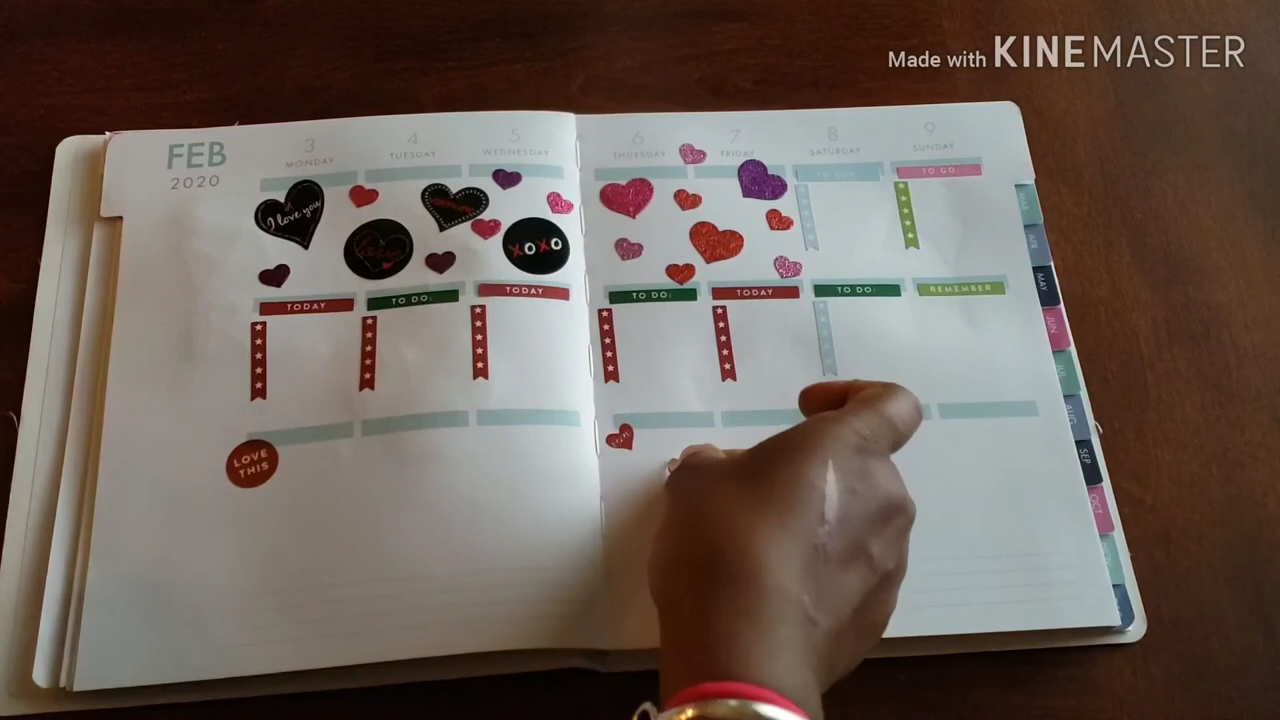 Made with KINEMASTER
FEB
2020
3
MONDAY
4
TUESDAY
5
WEDNESDAY
6
THURSDAY
7
FRIDAY
8
SATURDAY
9
SUNDAY
TO GO
I love you
XOXO
TODAY
TO DO:
TODAY
TO DO:
TODAY
TO DO:
REMEMBER
LOVE
THIS
MAY
JUN
AUG
SEP
OCT